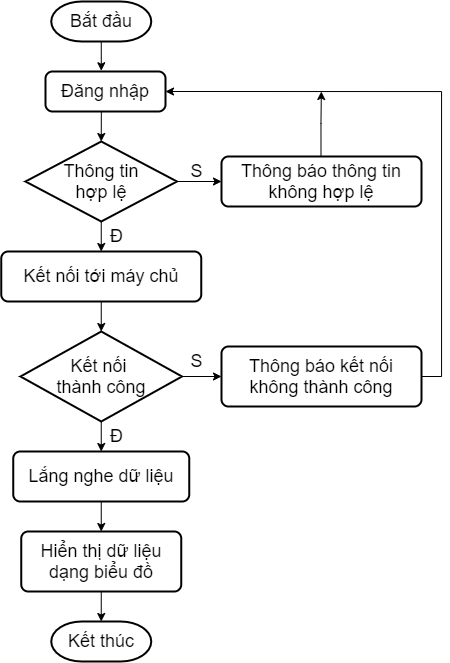 Bắt đầu
Đăng nhập
Thông tin
hợp lệ
S
Thông báo thông tin
không hợp lệ
Đ
Kết nối tới máy chủ
Kết nối
thành công
S
Thông báo kết nối
không thành công
Đ
Lắng nghe dữ liệu
Hiển thị dữ liệu
dạng biểu đồ
Kết thúc